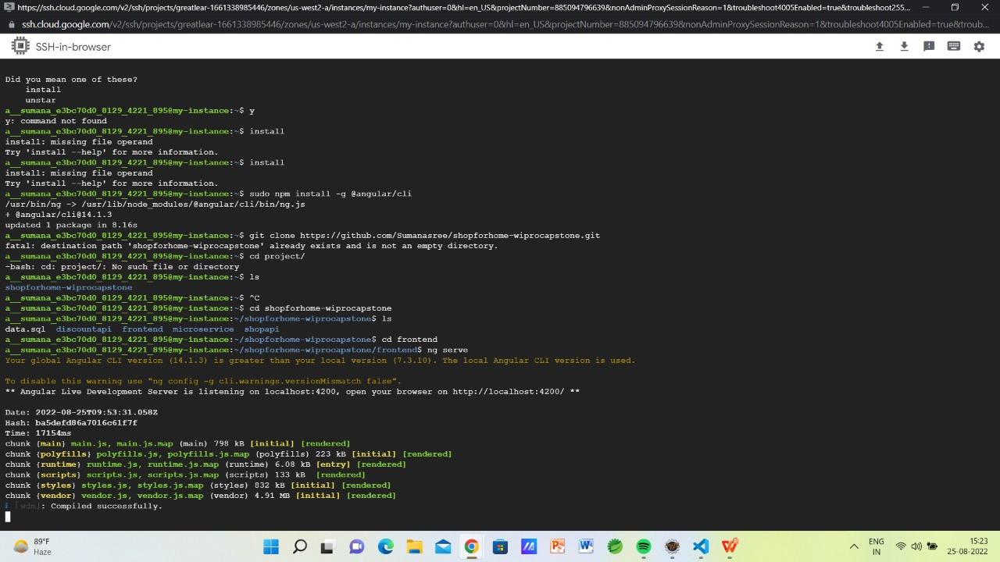 https://ssh.cloud.google.com/v2/ssh/projects/greatlear-1661338985446/zones/us-west2-a/instances/my-instance?authuser=0&hl=en_US&projectNumber=885094796639&nonAdminProxySessionReason=1&troubleshoot4005Enabled=true&troubleshoot255...
ssh.cloud.google.com/v2/ssh/projects/greatlear-1661338985446/zones/us-west2-a/instances/my-instance?authuser=0&hl=en_US&projectNumber=885094796639&nonAdminProxySessionReason=1&troubleshoot4005Enabled=true&troub...
SSH-in-browser
Did you mean one of these?
    install
    unstar
a__sumana_e3bc70d0_8129_4221_895@my-instance:~$ y
y: command not found
a__sumana_e3bc70d0_8129_4221_895@my-instance:~$ install
install: missing file operand
Try 'install --help' for more information.
a__sumana_e3bc70d0_8129_4221_895@my-instance:~$ install
install: missing file operand
Try 'install --help' for more information.
a__sumana_e3bc70d0_8129_4221_895@my-instance:~$ sudo npm install -g @angular/cli
/usr/bin/ng -> /usr/lib/node_modules/@angular/cli/bin/ng.js
+ @angular/cli@14.1.3
updated 1 package in 8.16s
a__sumana_e3bc70d0_8129_4221_895@my-instance:~$ git clone https://github.com/Sumanasree/shopforhome-wiprocapstone.git
fatal: destination path 'shopforhome-wiprocapstone' already exists and is not an empty directory.
a__sumana_e3bc70d0_8129_4221_895@my-instance:~$ cd project/
-bash: cd: project/: No such file or directory
a__sumana_e3bc70d0_8129_4221_895@my-instance:~$ ls
shopforhome-wiprocapstone
a__sumana_e3bc70d0_8129_4221_895@my-instance:~$ ^C
a__sumana_e3bc70d0_8129_4221_895@my-instance:~$ cd shopforhome-wiprocapstone
a__sumana_e3bc70d0_8129_4221_895@my-instance:~/shopforhome-wiprocapstone$ ls
data.sql  discountapi  frontend  microservice  shopapi
a__sumana_e3bc70d0_8129_4221_895@my-instance:~/shopforhome-wiprocapstone$ cd frontend
a__sumana_e3bc70d0_8129_4221_895@my-instance:~/shopforhome-wiprocapstone/frontend$ ng serve
Your global Angular CLI version (14.1.3) is greater than your local version (7.3.10). The local Angular CLI version is used.
To disable this warning use "ng config -g cli.warnings.versionMismatch false".
** Angular Live Development Server is listening on localhost:4200, open your browser on http://localhost:4200/ **
Date: 2022-08-25T09:53:31.058Z
Hash: ba5defd86a7016c61f7f
Time: 17154ms
chunk {main} main.js, main.js.map (main) 798 kB [initial] [rendered]
chunk {polyfills} polyfills.js, polyfills.js.map (polyfills) 223 kB [initial] [rendered]
chunk {runtime} runtime.js, runtime.js.map (runtime) 6.08 kB [entry] [rendered]
chunk {scripts} scripts.js, scripts.js.map (scripts) 133 kB  [rendered]
chunk {styles} styles.js, styles.js.map (styles) 832 kB [initial] [rendered]
chunk {vendor} vendor.js, vendor.js.map (vendor) 4.91 MB [initial] [rendered]
i ｢wdm｣: Compiled successfully.
89°F
Haze
ENG
IN
15:23
25-08-2022